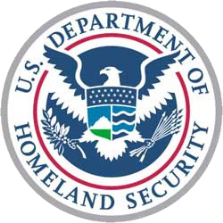 U.S. DEPARTMENT OF
HOMELAND SECURITY